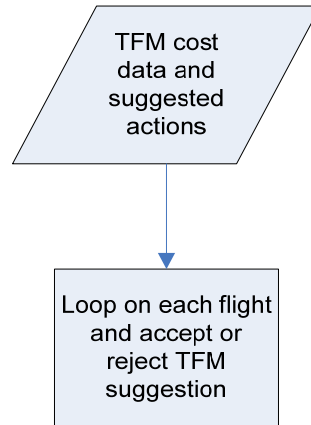 TFM cost
data and
suggested
actions
Loop on each flight
and accept or
reject TFM
suggestion